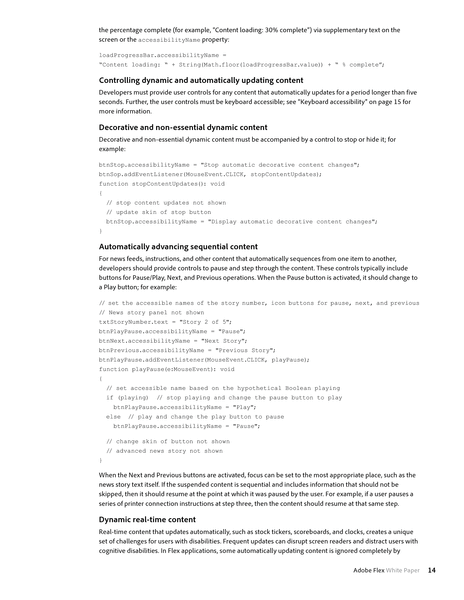 the percentage complete (for example, "Content loading: 30% complete") via supplementary text on the
screen or the accessibilityName property:
loadProgressBar.accessibilityName =
"Content loading: " + String(Math.floor(loadProgressBar.value)) + " % complete";
Controlling dynamic and automatically updating content
Developers must provide user controls for any content that automatically updates for a period longer than five
seconds. Further, the user controls must be keyboard accessible; see "Keyboard accessibility" on page 15 for
more information.
Decorative and non-essential dynamic content
Decorative and non-essential dynamic content must be accompanied by a control to stop or hide it; for
example:
btnStop.accessibilityName = "Stop automatic decorative content changes";
btnSop.addEventListener(MouseEvent.CLICK, stopContentUpdates);
function stopContentUpdates(): void
{
// stop content updates not shown
// update skin of stop button
btnStop.accessibilityName = "Display automatic decorative content changes";
}
Automatically advancing sequential content
For news feeds, instructions, and other content that automatically sequences from one item to another,
developers should provide controls to pause and step through the content. These controls typically include
buttons for Pause/Play, Next, and Previous operations. When the Pause button is activated, it should change to
a Play button; for example:
// set the accessible names of the story number, icon buttons for pause, next, and previous
// News story panel not shown
txtStoryNumber.text = "Story 2 of 5";
btnPlayPause.accessibilityName = "Pause";
btnNext.accessibilityName = "Next Story";
btnPrevious.accessibilityName = "Previous Story";
btnPlayPause.addEventListener(MouseEvent.CLICK, playPause);
function playPause(e:MouseEvent): void
{
// set accessible name based on the hypothetical Boolean playing
if (playing) // stop playing and change the pause button to play
btnPlayPause.accessibilityName = "Play";
else // play and change the play button to pause
btnPlayPause.accessibilityName = "Pause";
// change skin of button not shown
// advanced news story not shown
}
When the Next and Previous buttons are activated, focus can be set to the most appropriate place, such as the
news story text itself. If the suspended content is sequential and includes information that should not be
skipped, then it should resume at the point at which it was paused by the user. For example, if a user pauses a
series of printer connection instructions at step three, then the content should resume at that same step.
Dynamic real-time content
Real-time content that updates automatically, such as stock tickers, scoreboards, and clocks, creates a unique
set of challenges for users with disabilities. Frequent updates can disrupt screen readers and distract users with
cognitive disabilities. In Flex applications, some automatically updating content is ignored completely by
Adobe Flex White Paper 14